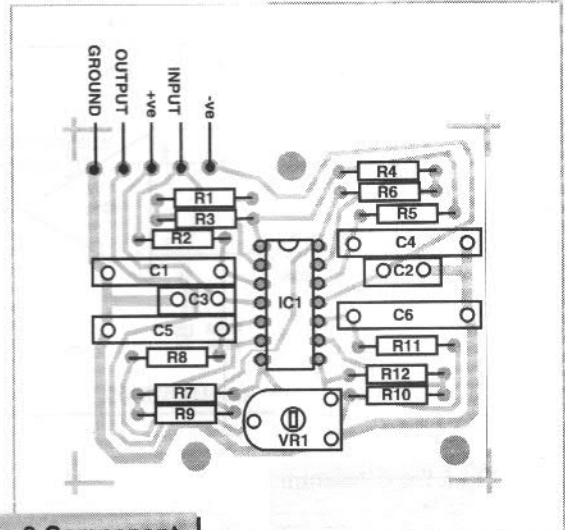 GROUND
OUTPUT
+ve
INPUT
-ve
R1
R3
R2
C1
C3
C5
R8
R7
R9
IC1
VR1
R4
R6
R5
C4
C2
C6
R11
R12
R10
Component